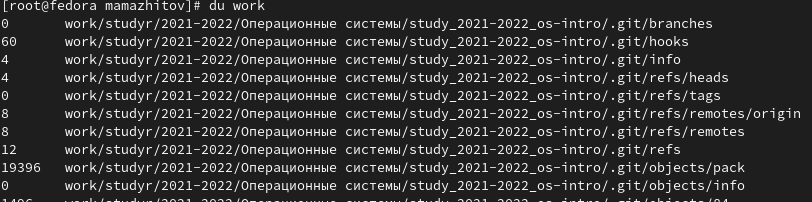 [root@fedora mamazhitov]# du work
0 work/studyr/2021-2022/Операционные системы/study_2021-2022_os-intro/.git/branches
60 work/studyr/2021-2022/Операционные системы/study_2021-2022_os-intro/.git/hooks
4 work/studyr/2021-2022/Операционные системы/study_2021-2022_os-intro/.git/info
4 work/studyr/2021-2022/Операционные системы/study_2021-2022_os-intro/.git/refs/heads
0 work/studyr/2021-2022/Операционные системы/study_2021-2022_os-intro/.git/refs/tags
8 work/studyr/2021-2022/Операционные системы/study_2021-2022_os-intro/.git/refs/remotes/origin
8 work/studyr/2021-2022/Операционные системы/study_2021-2022_os-intro/.git/refs/remotes
12 work/studyr/2021-2022/Операционные системы/study_2021-2022_os-intro/.git/refs
19396 work/studyr/2021-2022/Операционные системы/study_2021-2022_os-intro/.git/objects/pack
0 work/studyr/2021-2022/Операционные системы/study_2021-2022_os-intro/.git/objects/info